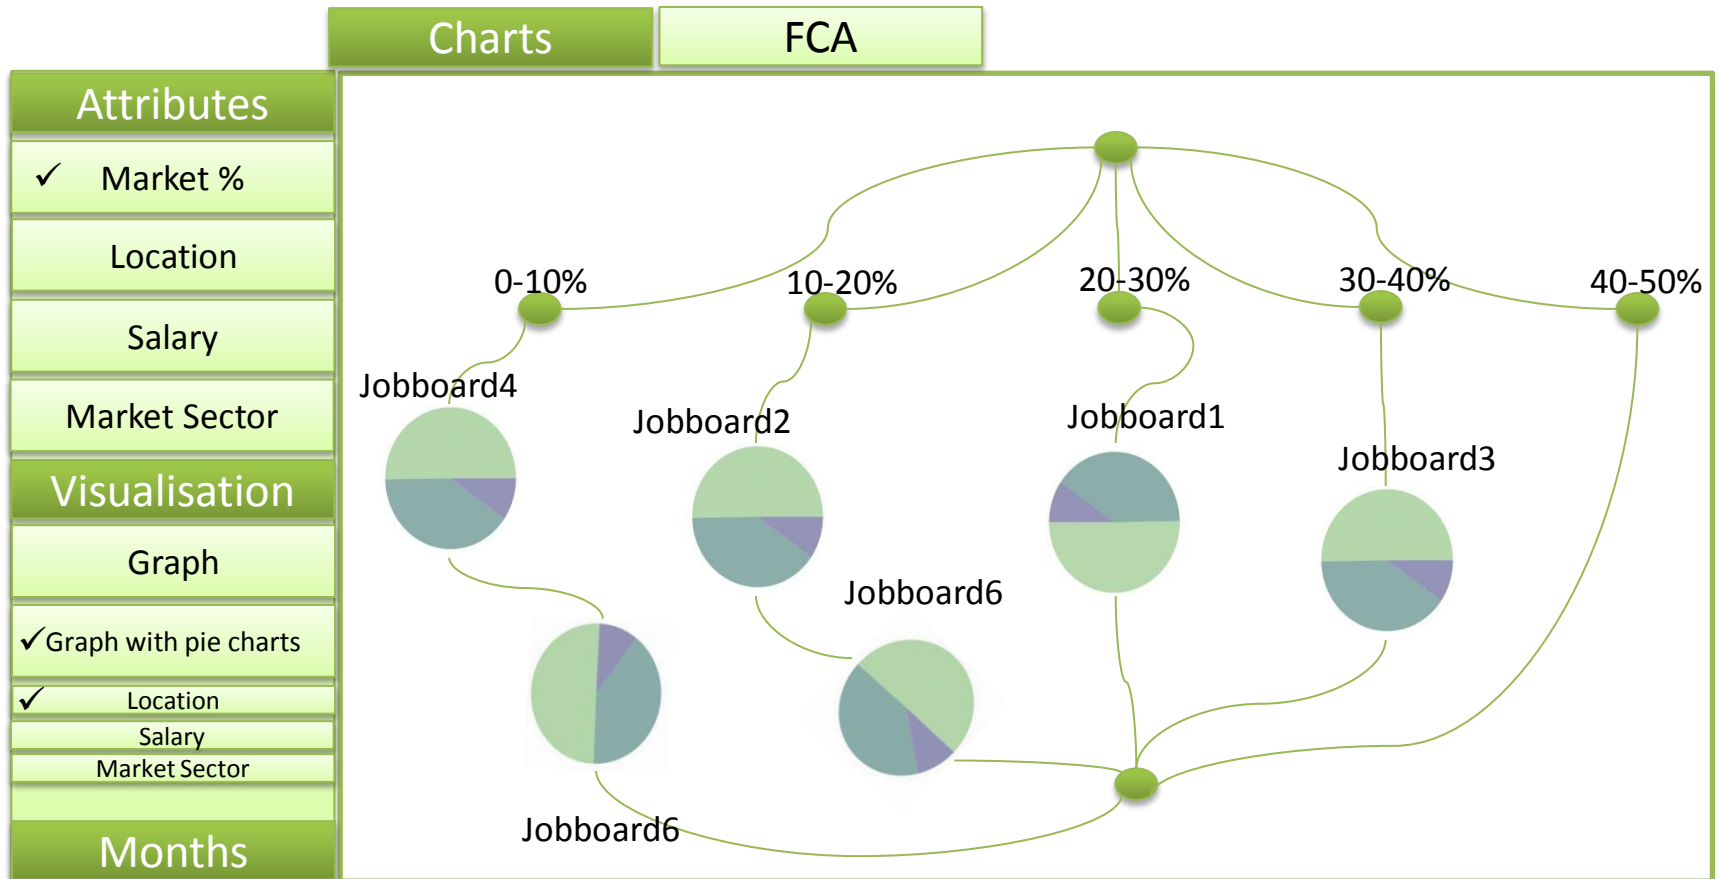 Charts
FCA
Attributes
✓ Market %
Location
Salary
Market Sector
Visualisation
Graph
✓ Graph with pie charts
✓ Location
Salary
Market Sector
Months
0-10%
10-20%
20-30%
30-40%
40-50%
Jobboard4
Jobboard2
Jobboard1
Jobboard3
Jobboard6
Jobboard6